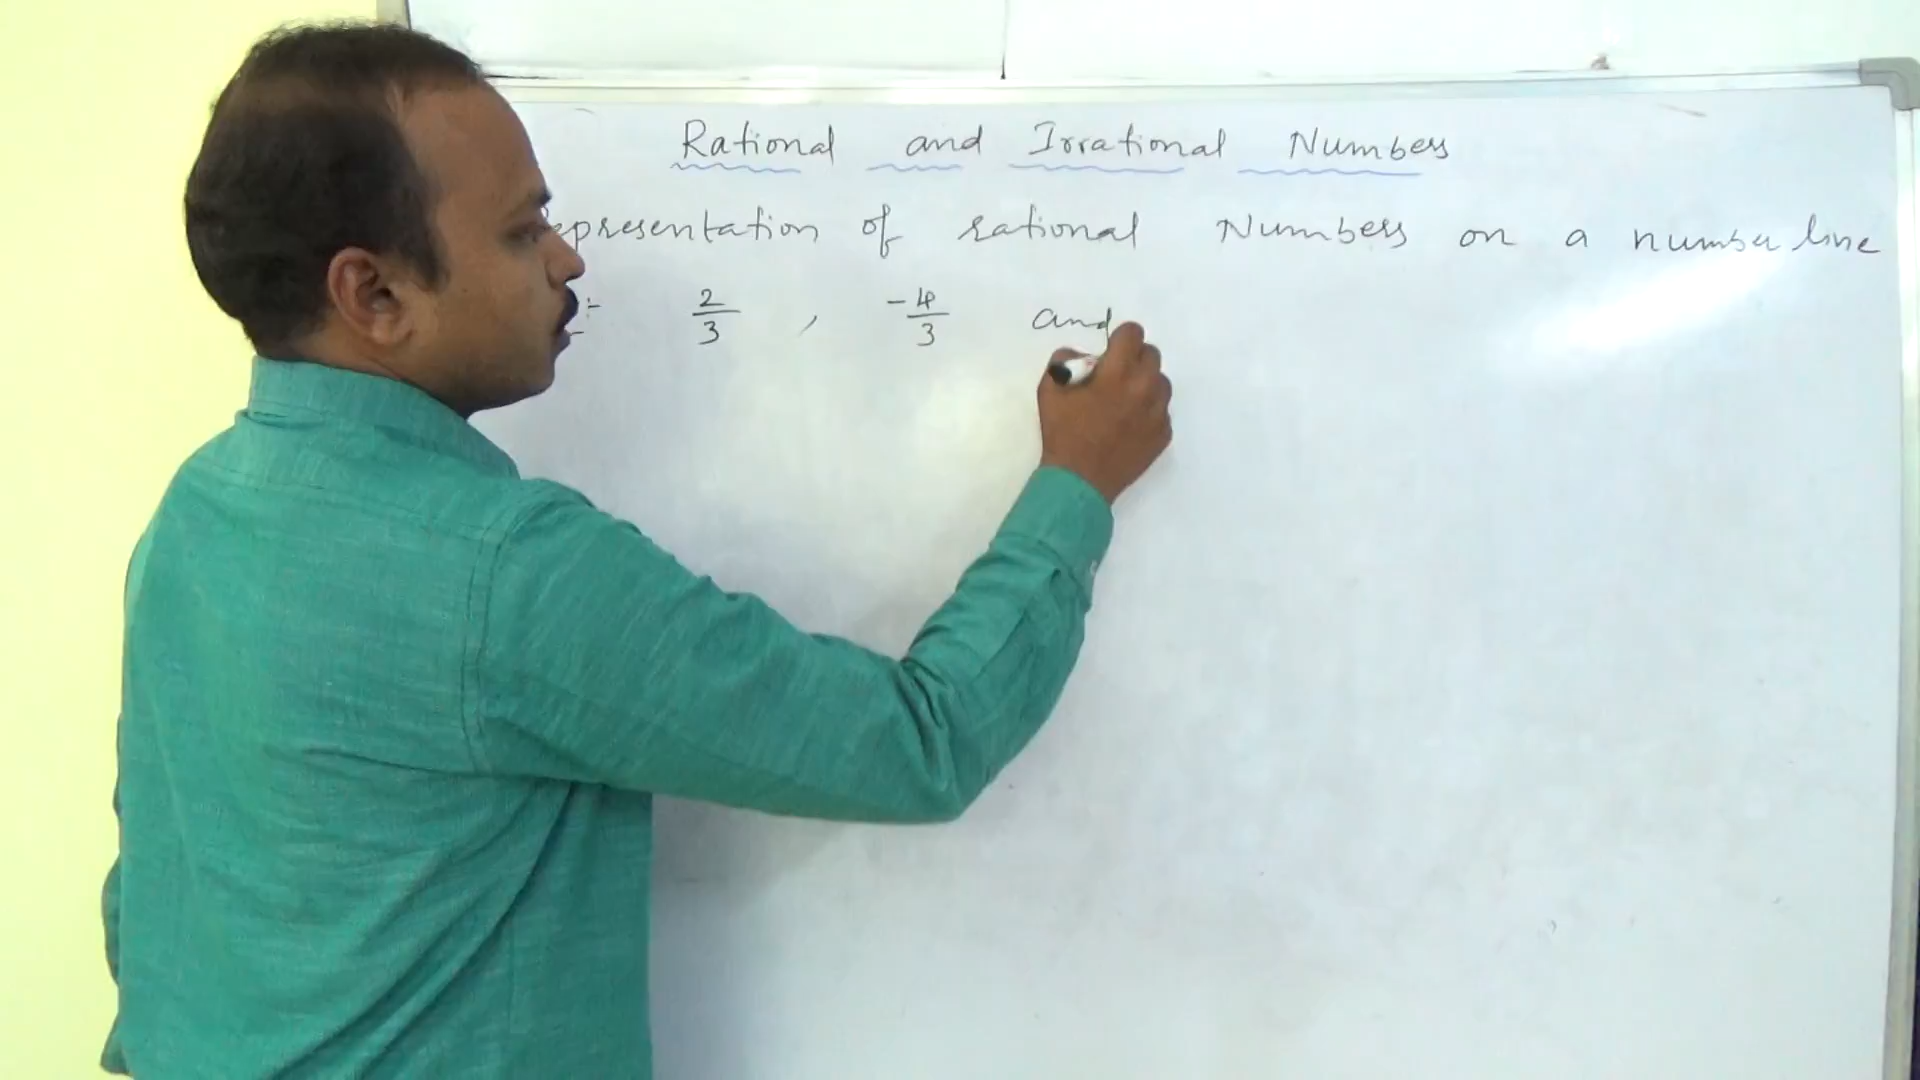 Rational and Irrational Numbers
epresentation of rational Numbers on a number line
2/3 , -4/3 and